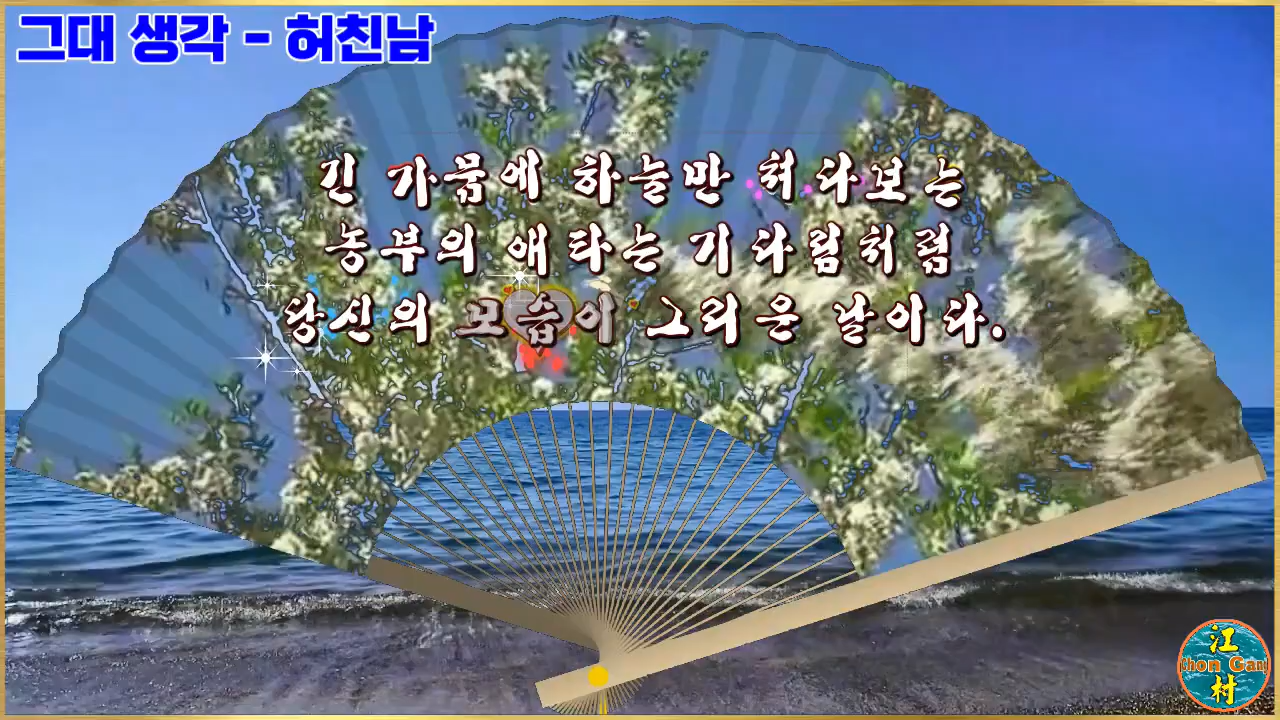 그대 생각 - 허친남
긴 가뭄에 하늘만 쳐다보는
농부의 애타는 기다림처럼
당신의 모습이 그리운 날이다.
江
Chon Gang
村